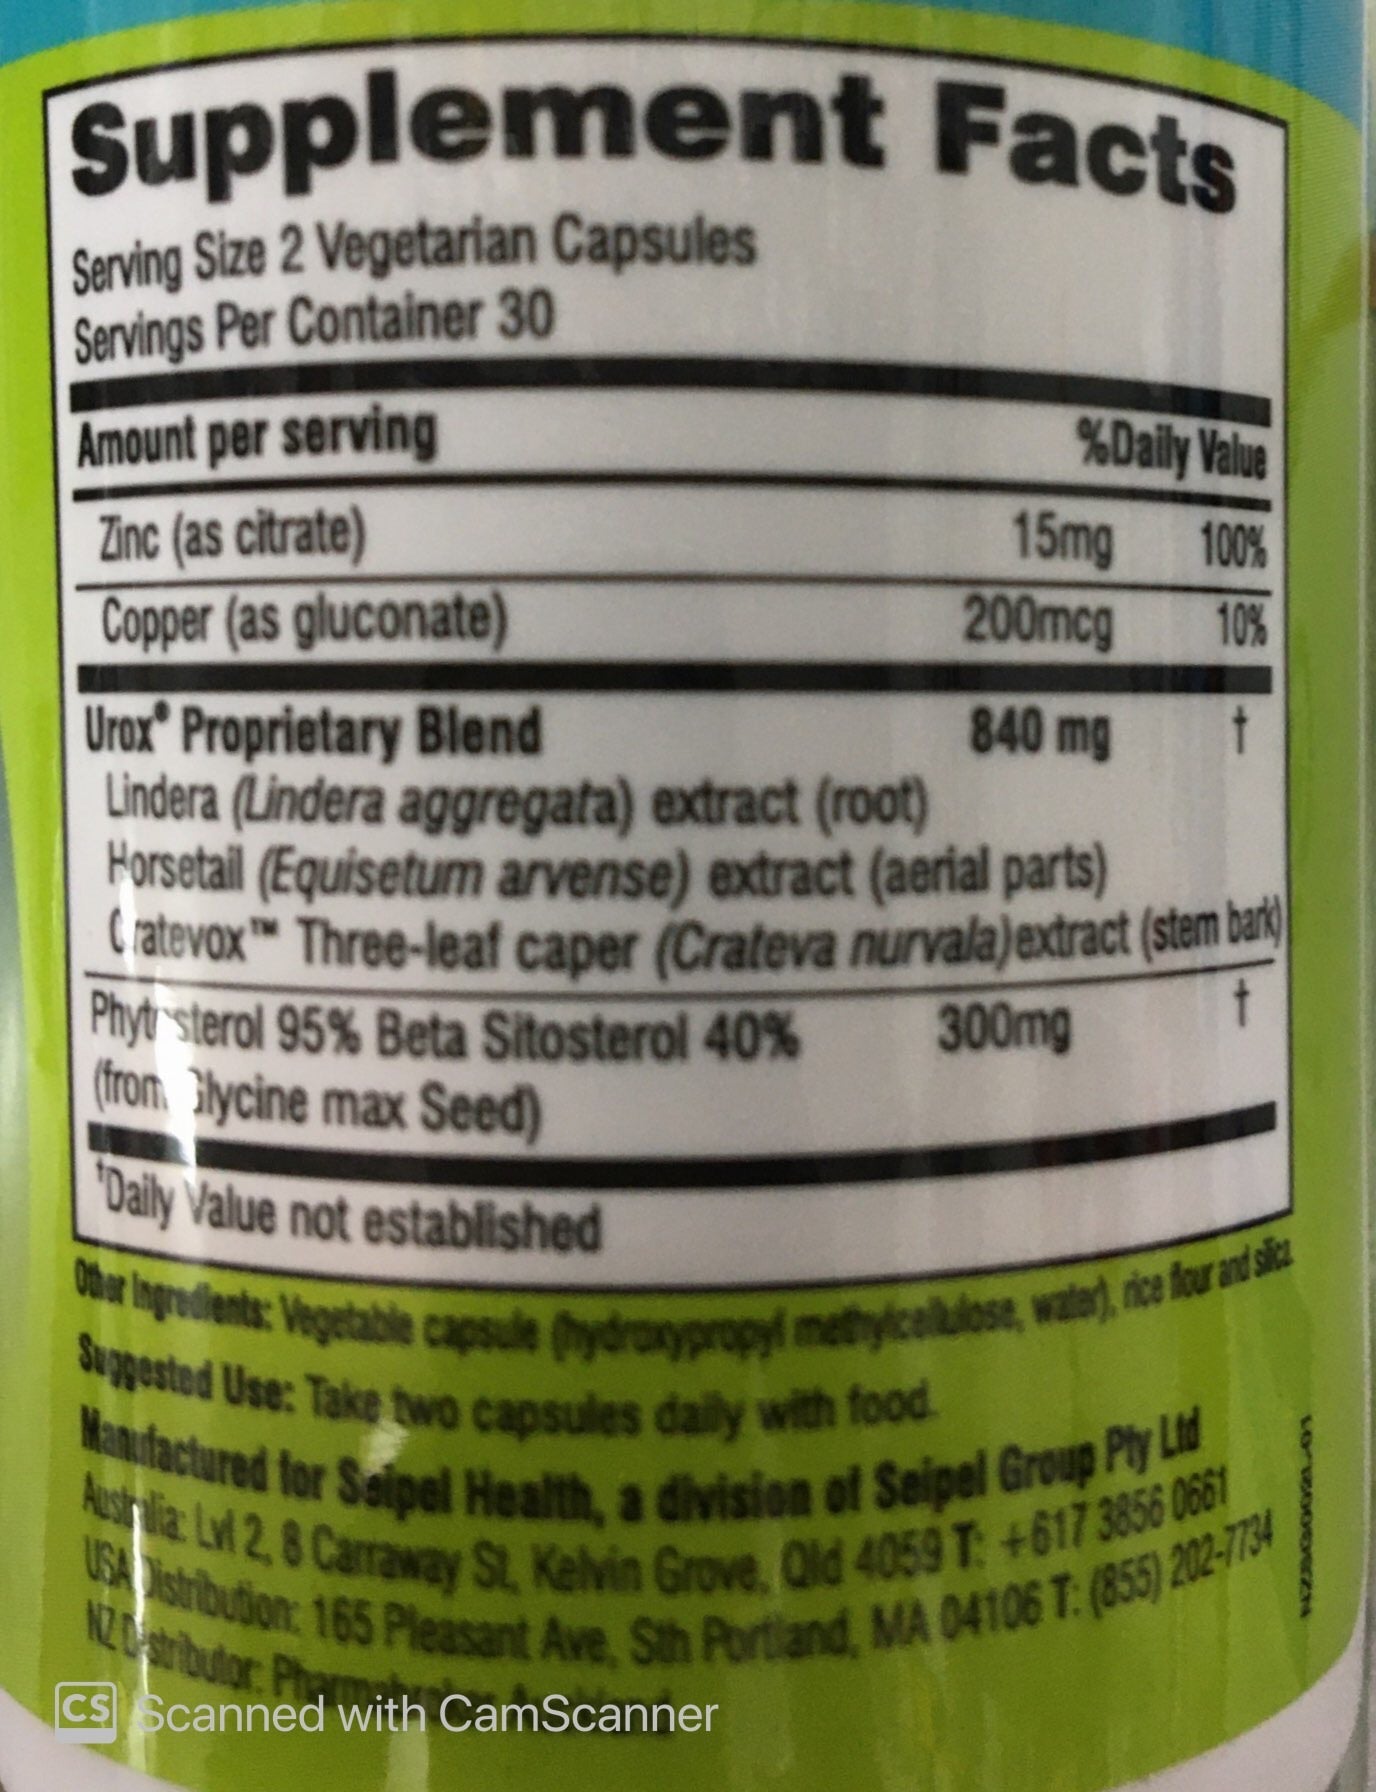 Supplement Facts
Serving Size 2 Vegetarian Capsules
Servings Per Container 30
Amount per serving %Daily Value
Zinc (as citrate) 15mg 100%
Copper (as gluconate) 200mcg 10%
Urox® Proprietary Blend 840 mg †
Lindera (Lindera aggregata) extract (root)
Horsetail (Equisetum arvense) extract (aerial parts)
Cratevox™ Three-leaf caper (Crateva nurvala) extract (stem bark)
Phytosterol 95% Beta Sitosterol 40% 300mg †
(from Glycine max Seed)
†Daily Value not established
Other Ingredients: Vegetable capsule (hydroxypropyl methylcellulose, water), rice flour and silica.
Suggested Use: Take two capsules daily with food.
Manufactured for Seipel Health, a division of Seipel Group Pty Ltd
Australia: Lvl 2, 8 Carraway St, Kelvin Grove, Qld 4059 T: +617 3856 0661
USA Distribution: 165 Pleasant Ave, Sth Portland, MA 04106 T: (855) 202-7734
NZ Distributor:
CS Scanned with CamScanner